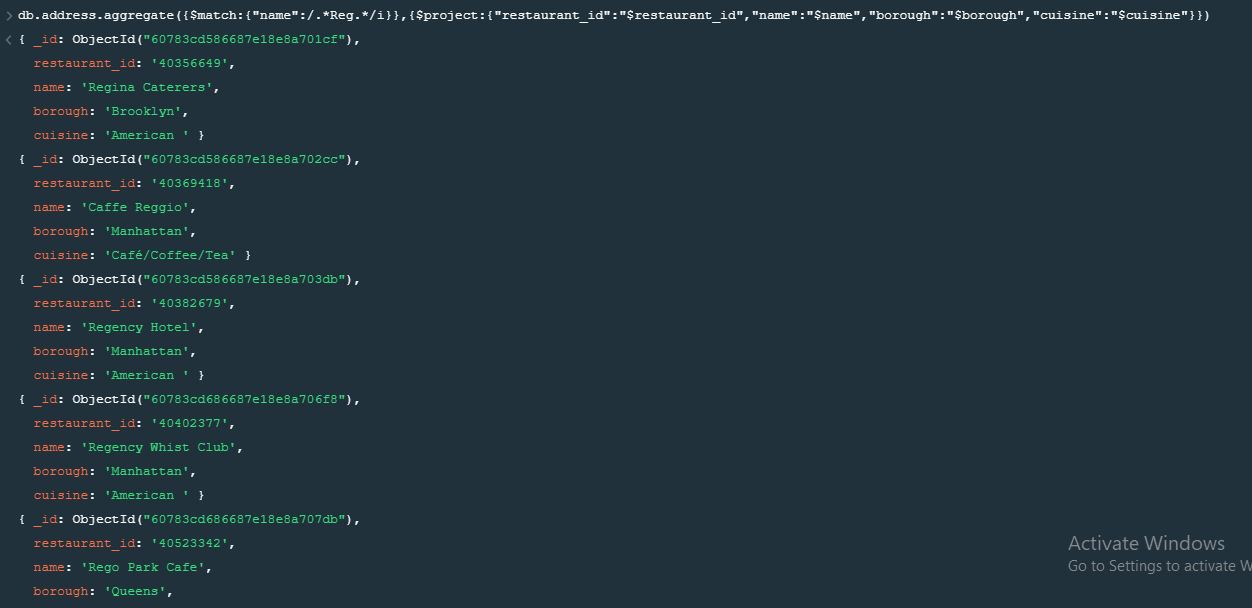 > db.address.aggregate({$match:{"name":/.*Reg.*/i}},{$project:{"restaurant_id":"$restaurant_id","name":"$name","borough":"$borough","cuisine":"$cuisine"}})
< { _id: ObjectId("60783cd586687e18e8a701cf"),
restaurant_id: '40356649',
name: 'Regina Caterers',
borough: 'Brooklyn',
cuisine: 'American ' }
{ _id: ObjectId("60783cd586687e18e8a702cc"),
restaurant_id: '40369418',
name: 'Caffe Reggio',
borough: 'Manhattan',
cuisine: 'Café/Coffee/Tea' }
{ _id: ObjectId("60783cd586687e18e8a703db"),
restaurant_id: '40382679',
name: 'Regency Hotel',
borough: 'Manhattan',
cuisine: 'American ' }
{ _id: ObjectId("60783cd686687e18e8a706f8"),
restaurant_id: '40402377',
name: 'Regency Whist Club',
borough: 'Manhattan',
cuisine: 'American ' }
{ _id: ObjectId("60783cd686687e18e8a707db"),
restaurant_id: '40523342',
name: 'Rego Park Cafe',
borough: 'Queens',
Activate Windows
Go to Settings to activate W